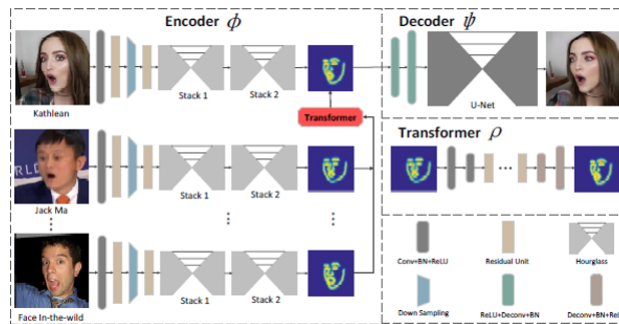 Encoder ϕ
Kathlean
Stack 1
Stack 2
Transformer
Jack Ma
Stack 1
Stack 2
Face In-the-wild
Stack 1
Stack 2
Decoder ψ
U-Net
Transformer ρ
Conv+BN+ReLU
Residual Unit
Hourglass
Down Sampling
ReLU+Deconv+BN
Deconv+BN+ReL